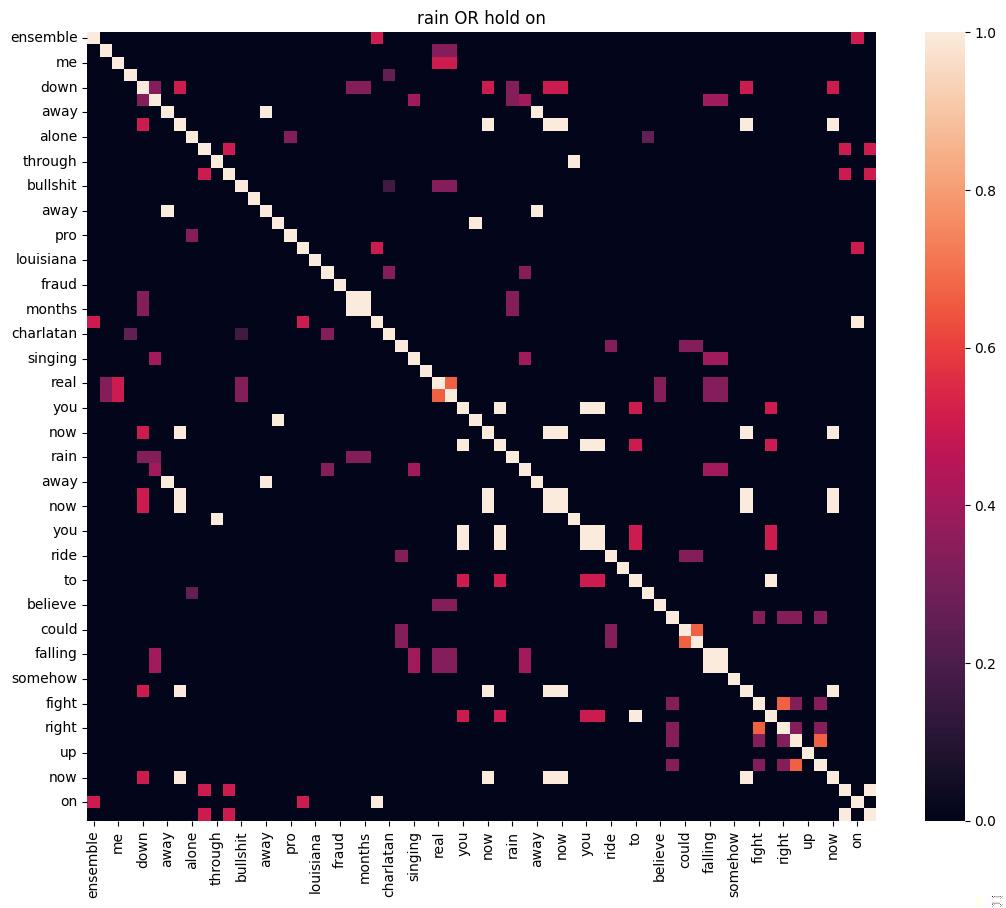 rain OR hold on
ensemble
me
down
away
alone
through
bullshit
away
pro
louisiana
fraud
months
charlatan
singing
real
you
now
rain
away
now
you
ride
to
believe
could
falling
somehow
fight
right
up
now
on
1.0
0.8
0.6
0.4
0.2
0.0
ensemble me down away alone through bullshit away pro louisiana fraud months charlatan singing real you now rain away now you ride to believe could falling somehow fight right up now on